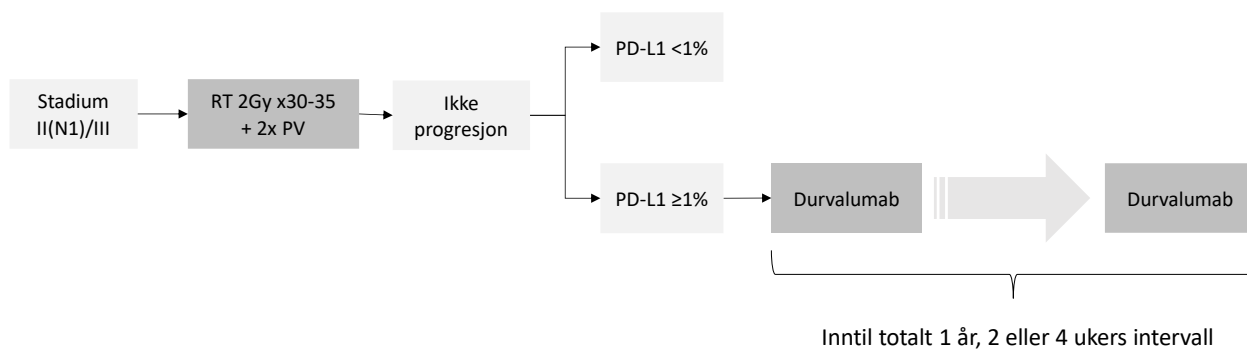 PD-L1 <1%
Stadium
II(N1)/III
RT 2Gy x30-35
+ 2x PV
Ikke
progresjon
PD-L1 ≥1%
Durvalumab
Durvalumab
Inntil totalt 1 år, 2 eller 4 ukers intervall